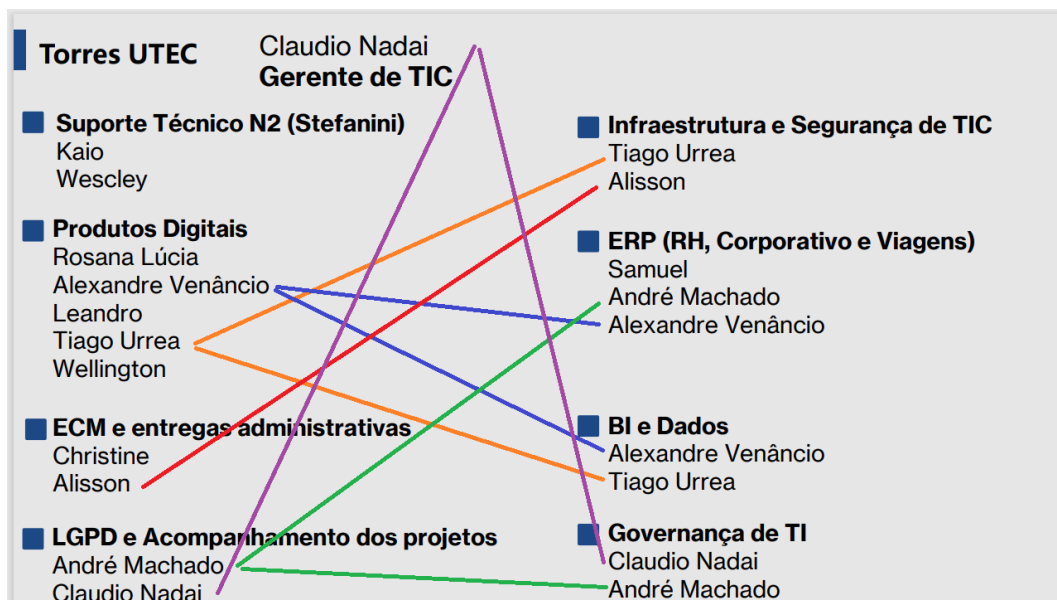 Torres UTEC
Claudio Nadai
Gerente de TIC
Suporte Técnico N2 (Stefanini)
Kaio
Wescley
Produtos Digitais
Rosana Lúcia
Alexandre Venâncio
Leandro
Tiago Urrea
Wellington
ECM e entregas administrativas
Christine
Alisson
LGPD e Acompanhamento dos projetos
André Machado
Claudio Nadai
Infraestrutura e Segurança de TIC
Tiago Urrea
Alisson
ERP (RH, Corporativo e Viagens)
Samuel
André Machado
Alexandre Venâncio
BI e Dados
Alexandre Venâncio
Tiago Urrea
Governança de TI
Claudio Nadai
André Machado